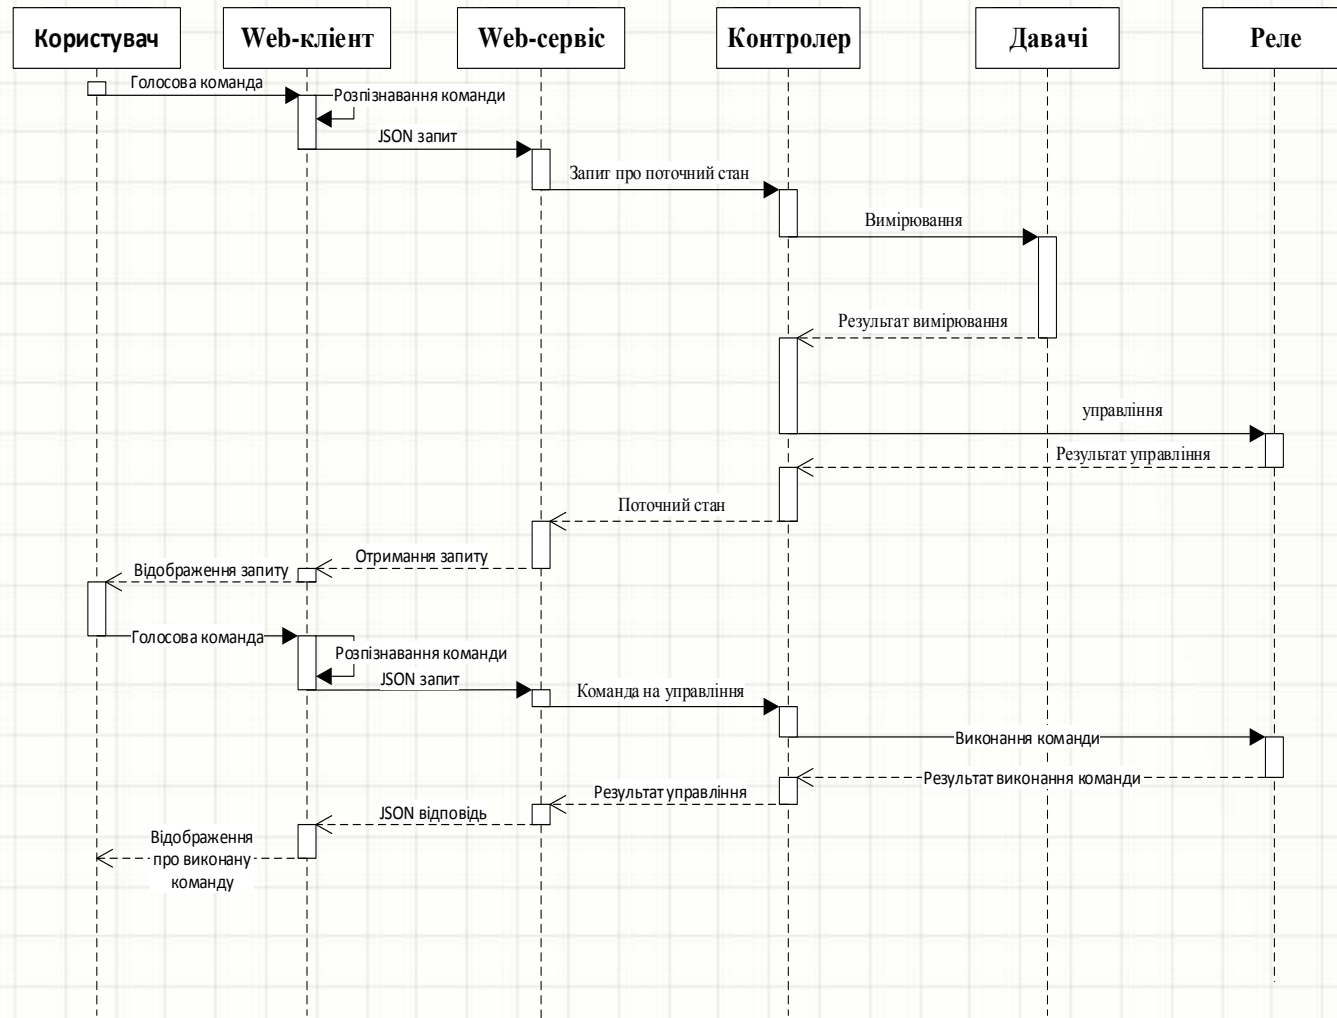 Користувач
Web-клієнт
Web-сервіс
Контролер
Давачі
Реле
Голосова команда
Розпізнавання команди
JSON запит
Запит про поточний стан
Вимірювання
Результат вимірювання
управління
Результат управління
Поточний стан
Отримання запиту
Відображення запиту
Голосова команда
Розпізнавання команди
JSON запит
Команда на управління
Виконання команди
Результат виконання команди
Результат управління
JSON відповідь
Відображення
про виконану
команду